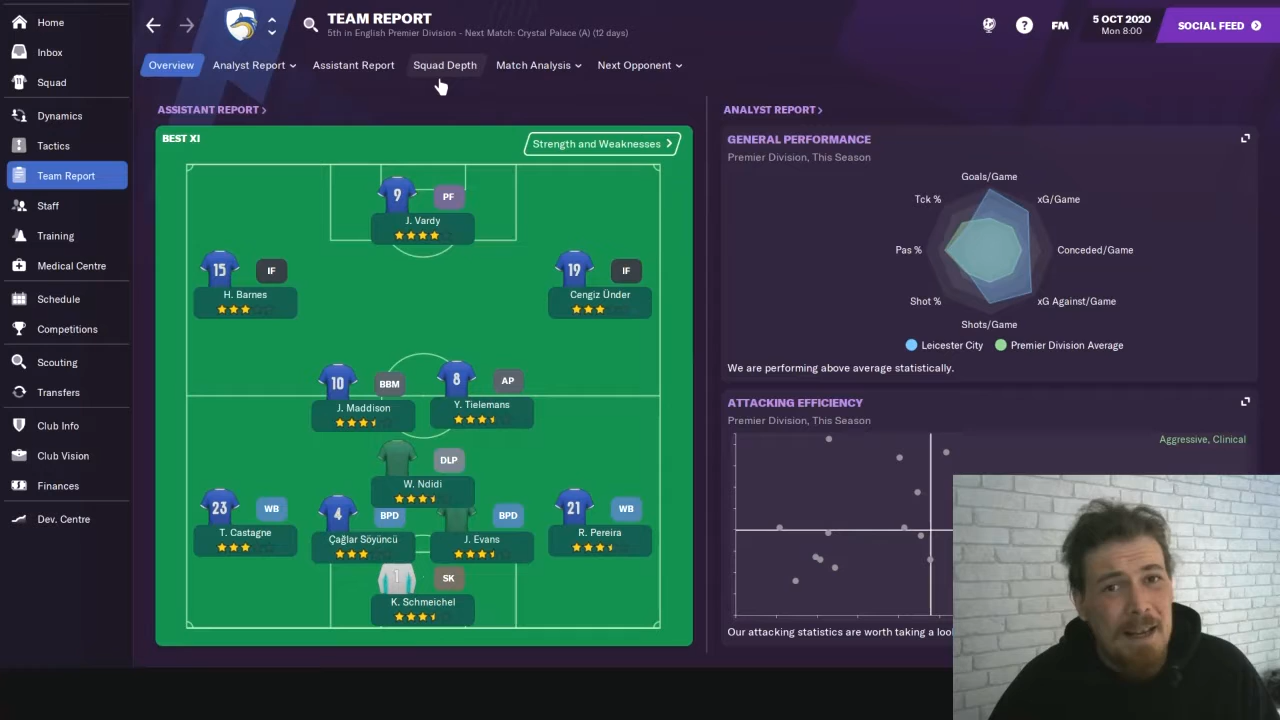 Home
Inbox
Squad
Dynamics
Tactics
Team Report
Staff
Training
Medical Centre
Schedule
Competitions
Scouting
Transfers
Club Info
Club Vision
Finances
Dev. Centre
TEAM REPORT
5th in English Premier Division - Next Match: Crystal Palace (A) (12 days)
FM
5 OCT 2020
Mon 8:00
SOCIAL FEED
Overview
Analyst Report
Assistant Report
Squad Depth
Match Analysis
Next Opponent
ASSISTANT REPORT >
BEST XI
Strength and Weaknesses >
9
PF
J. Vardy
15
IF
H. Barnes
19
IF
Cengiz Ünder
10
BBM
J. Maddison
8
AP
Y. Tielemans
DLP
W. Ndidi
23
WB
T. Castagne
4
BPD
Çağlar Söyüncü
BPD
J. Evans
21
WB
R. Pereira
1
SK
K. Schmeichel
ANALYST REPORT >
GENERAL PERFORMANCE
Premier Division, This Season
Goals/Game
xG/Game
Conceded/Game
xG Against/Game
Shots/Game
Shot %
Pas %
Tck %
Leicester City
Premier Division Average
We are performing above average statistically.
ATTACKING EFFICIENCY
Premier Division, This Season
Aggressive, Clinical
Our attacking statistics are worth taking a loo